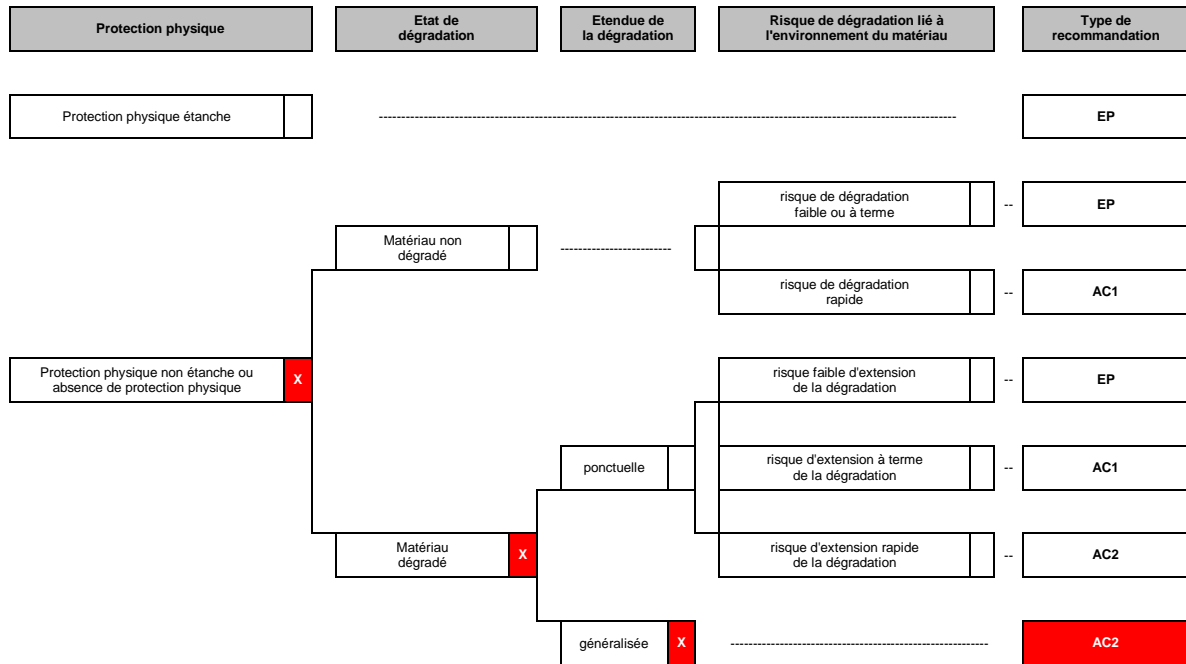 Protection physique
Etat de
dégradation
Etendue de
la dégradation
Risque de dégradation lié à
l'environnement du matériau
Type de
recommandation
Protection physique étanche
EP
risque de dégradation
faible ou à terme
--
EP
Matériau non
dégradé
risque de dégradation
rapide
--
AC1
Protection physique non étanche ou
absence de protection physique
X
risque faible d'extension
de la dégradation
--
EP
ponctuelle
risque d'extension à terme
de la dégradation
--
AC1
Matériau
dégradé
X
risque d'extension rapide
de la dégradation
--
AC2
généralisée
X
AC2